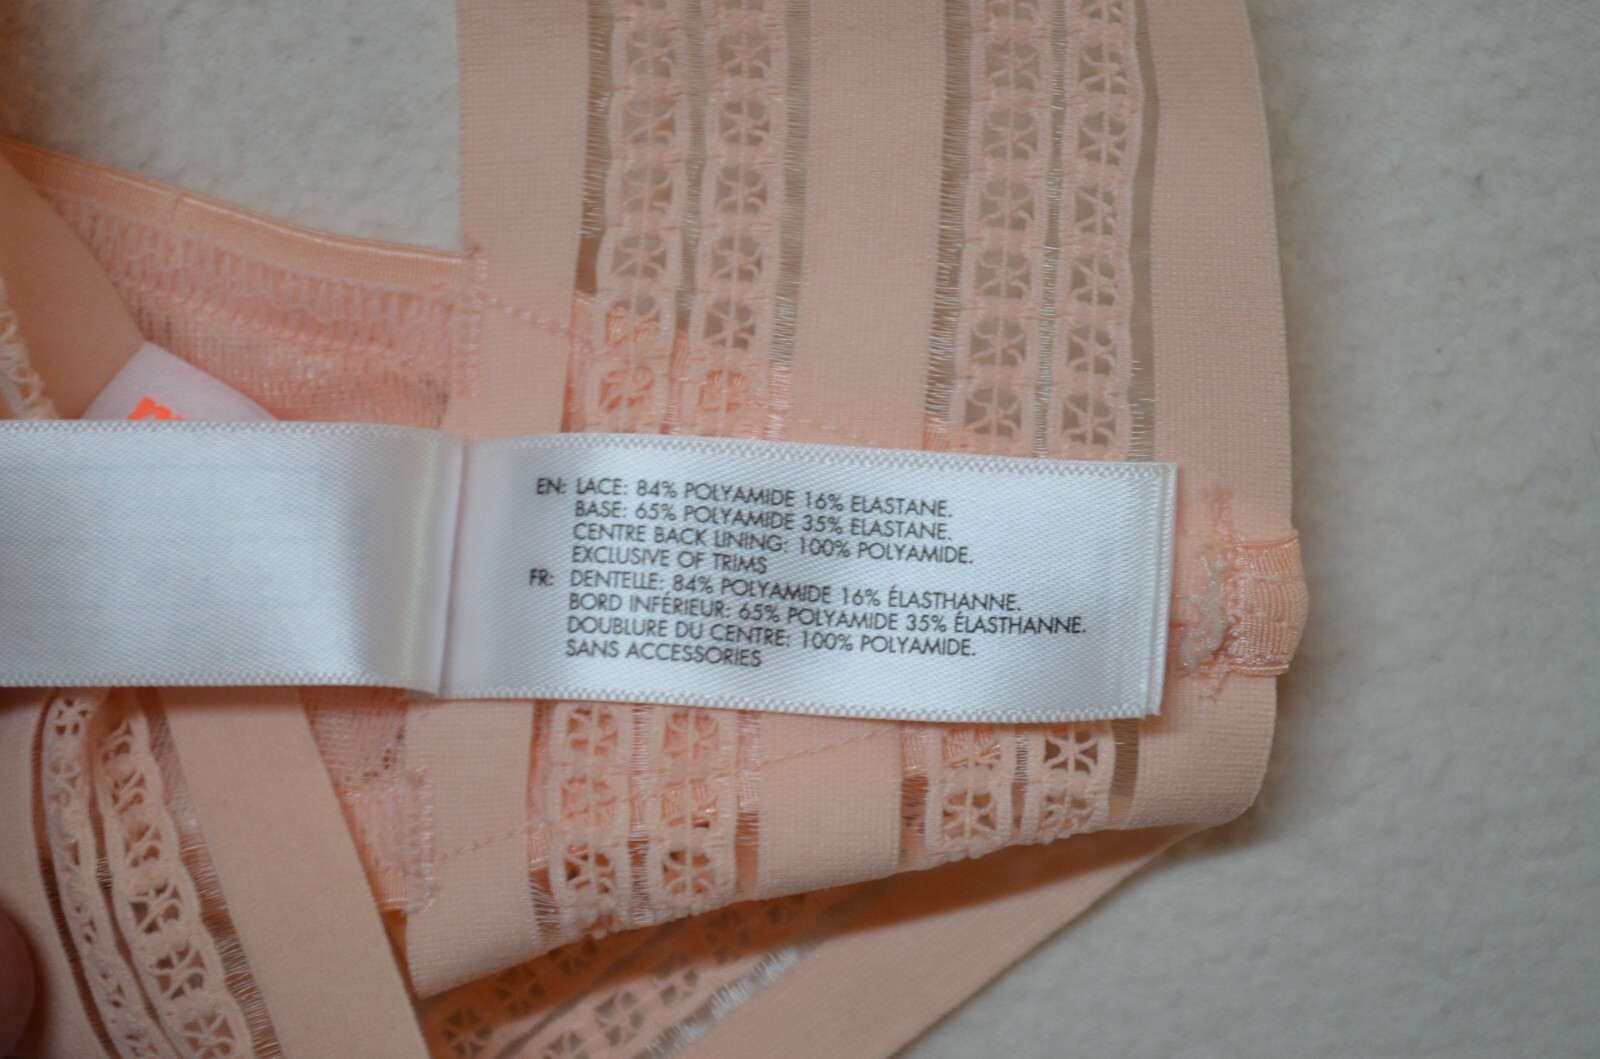 EN: LACE: 84% POLYAMIDE 16% ELASTANE.
BASE: 65% POLYAMIDE 35% ELASTANE.
CENTRE BACK LINING: 100% POLYAMIDE.
EXCLUSIVE OF TRIMS
FR: DENTELLE: 84% POLYAMIDE 16% ÉLASTHANNE.
BORD INFÉRIEUR: 65% POLYAMIDE 35% ÉLASTHANNE.
DOUBLURE DU CENTRE: 100% POLYAMIDE.
SANS ACCESSORIES